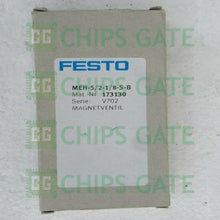 CHIPS GATE
FESTO
MEH-5/2-1/8-S-B
Mat.-Nr. 173130
Serie: V702
MAGNETVENTIL